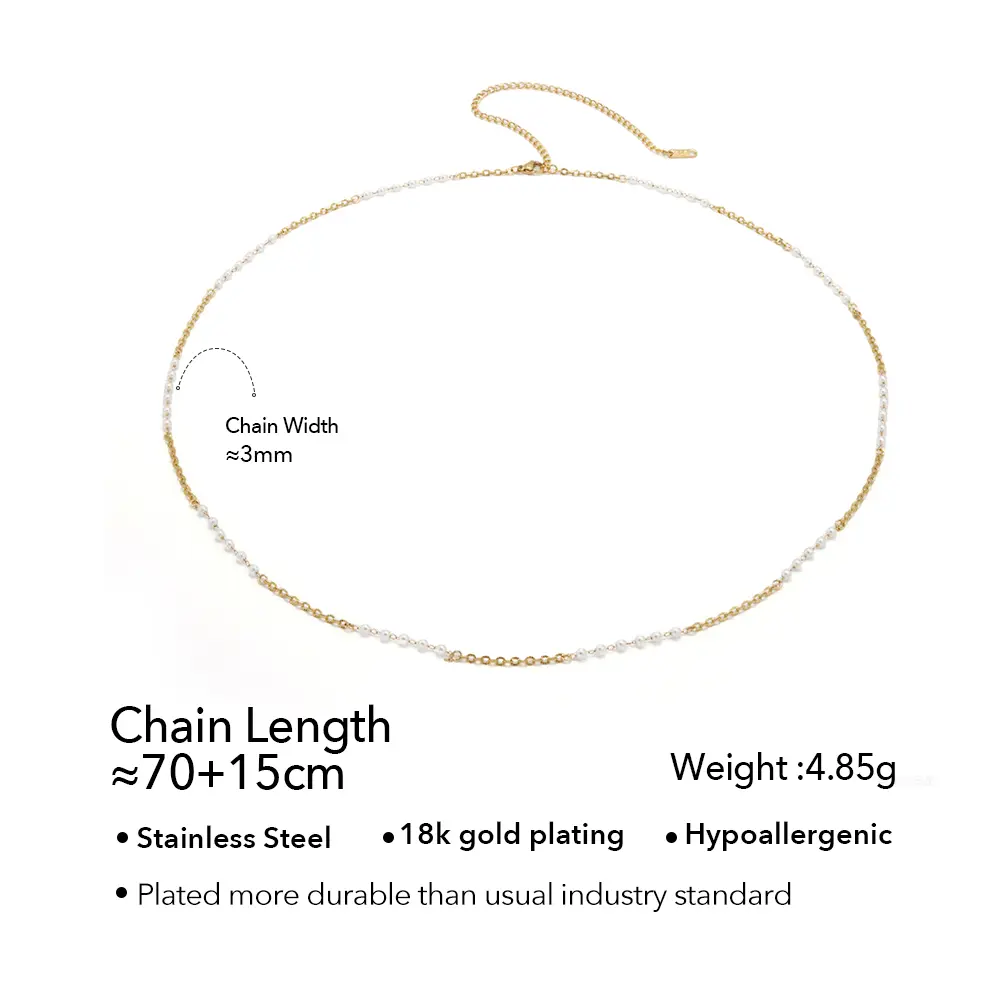 Chain Width
≈3mm
Chain Length
≈70+15cm
Weight :4.85g
• Stainless Steel
• 18k gold plating
• Hypoallergenic
• Plated more durable than usual industry standard